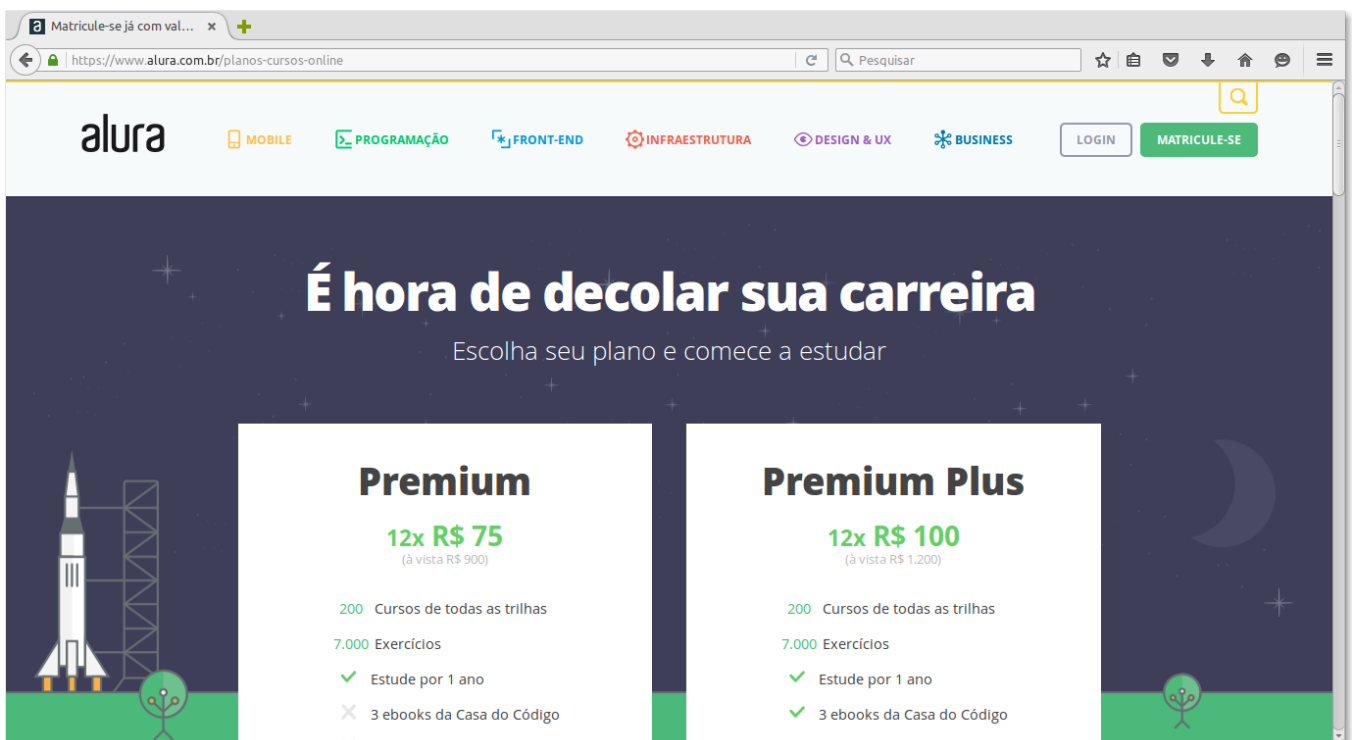 Matricule-se já com val...
https://www.alura.com.br/planos-cursos-online
Pesquisar
alura
MOBILE
PROGRAMAÇÃO
FRONT-END
INFRAESTRUTURA
DESIGN & UX
BUSINESS
LOGIN
MATRICULE-SE
É hora de decolar sua carreira
Escolha seu plano e comece a estudar
Premium
12x R$ 75
(à vista R$ 900)
200 Cursos de todas as trilhas
7.000 Exercícios
Estude por 1 ano
3 ebooks da Casa do Código
Premium Plus
12x R$ 100
(à vista R$ 1.200)
200 Cursos de todas as trilhas
7.000 Exercícios
Estude por 1 ano
3 ebooks da Casa do Código